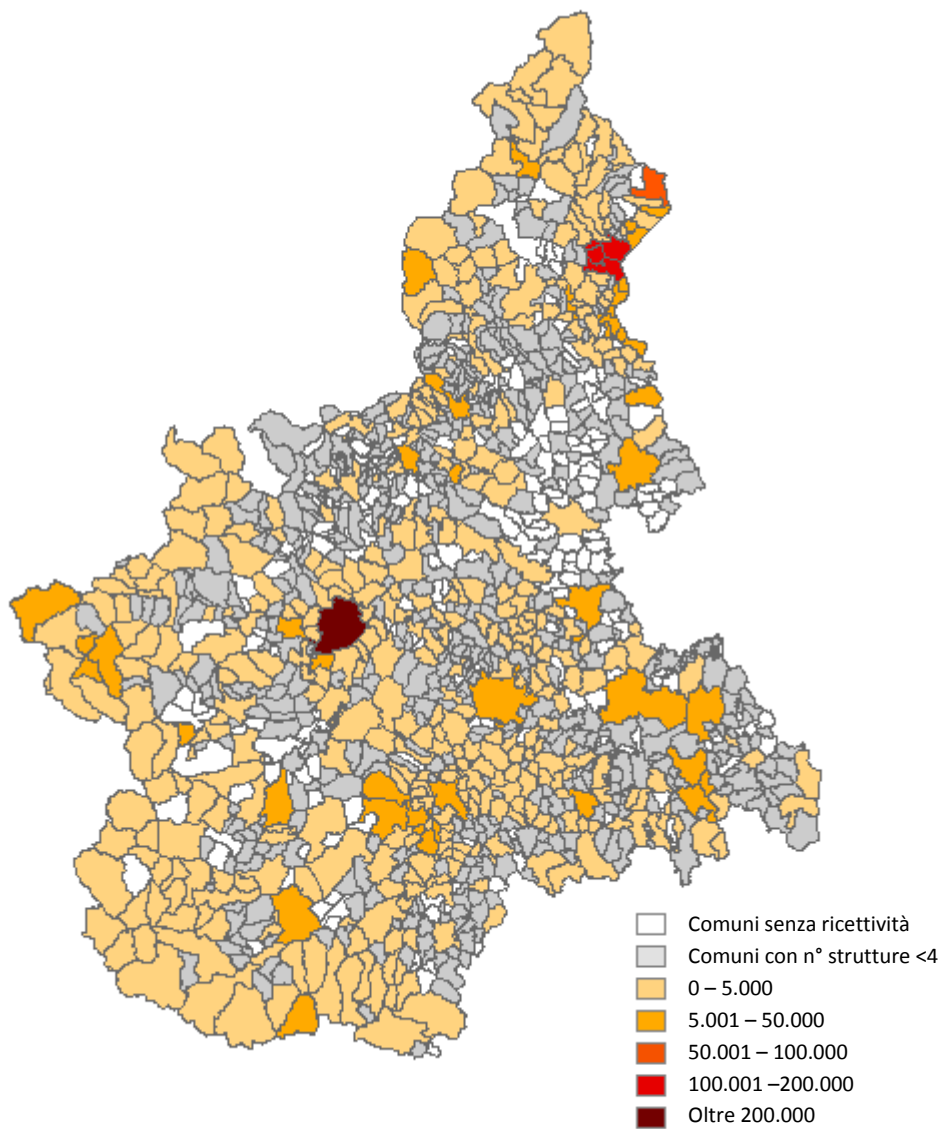 Comuni senza ricettività
Comuni con n° strutture <4
0 – 5.000
5.001 – 50.000
50.001 – 100.000
100.001 –200.000
Oltre 200.000